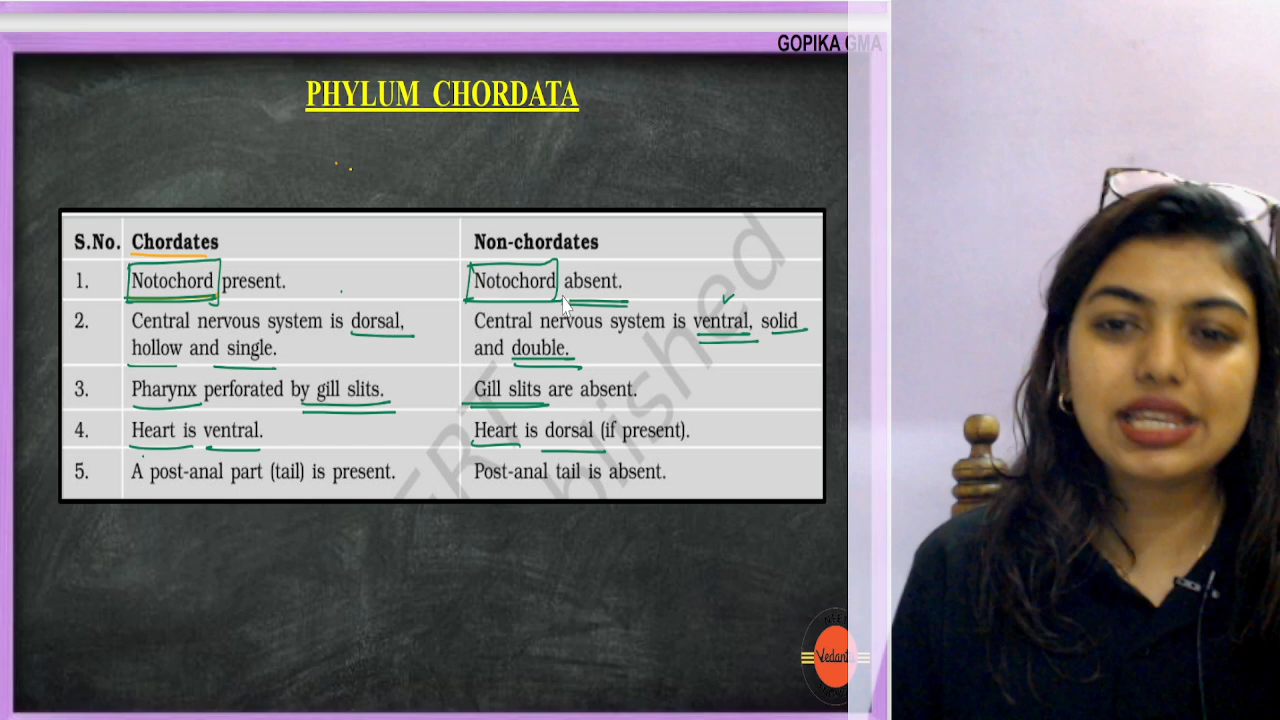 GOPIKA GMA
PHYLUM CHORDATA
S.No. Chordates Non-chordates
1. Notochord present. Notochord absent.
2. Central nervous system is dorsal, Central nervous system is ventral, solid
hollow and single. and double.
3. Pharynx perforated by gill slits. Gill slits are absent.
4. Heart is ventral. Heart is dorsal (if present).
5. A post-anal part (tail) is present. Post-anal tail is absent.